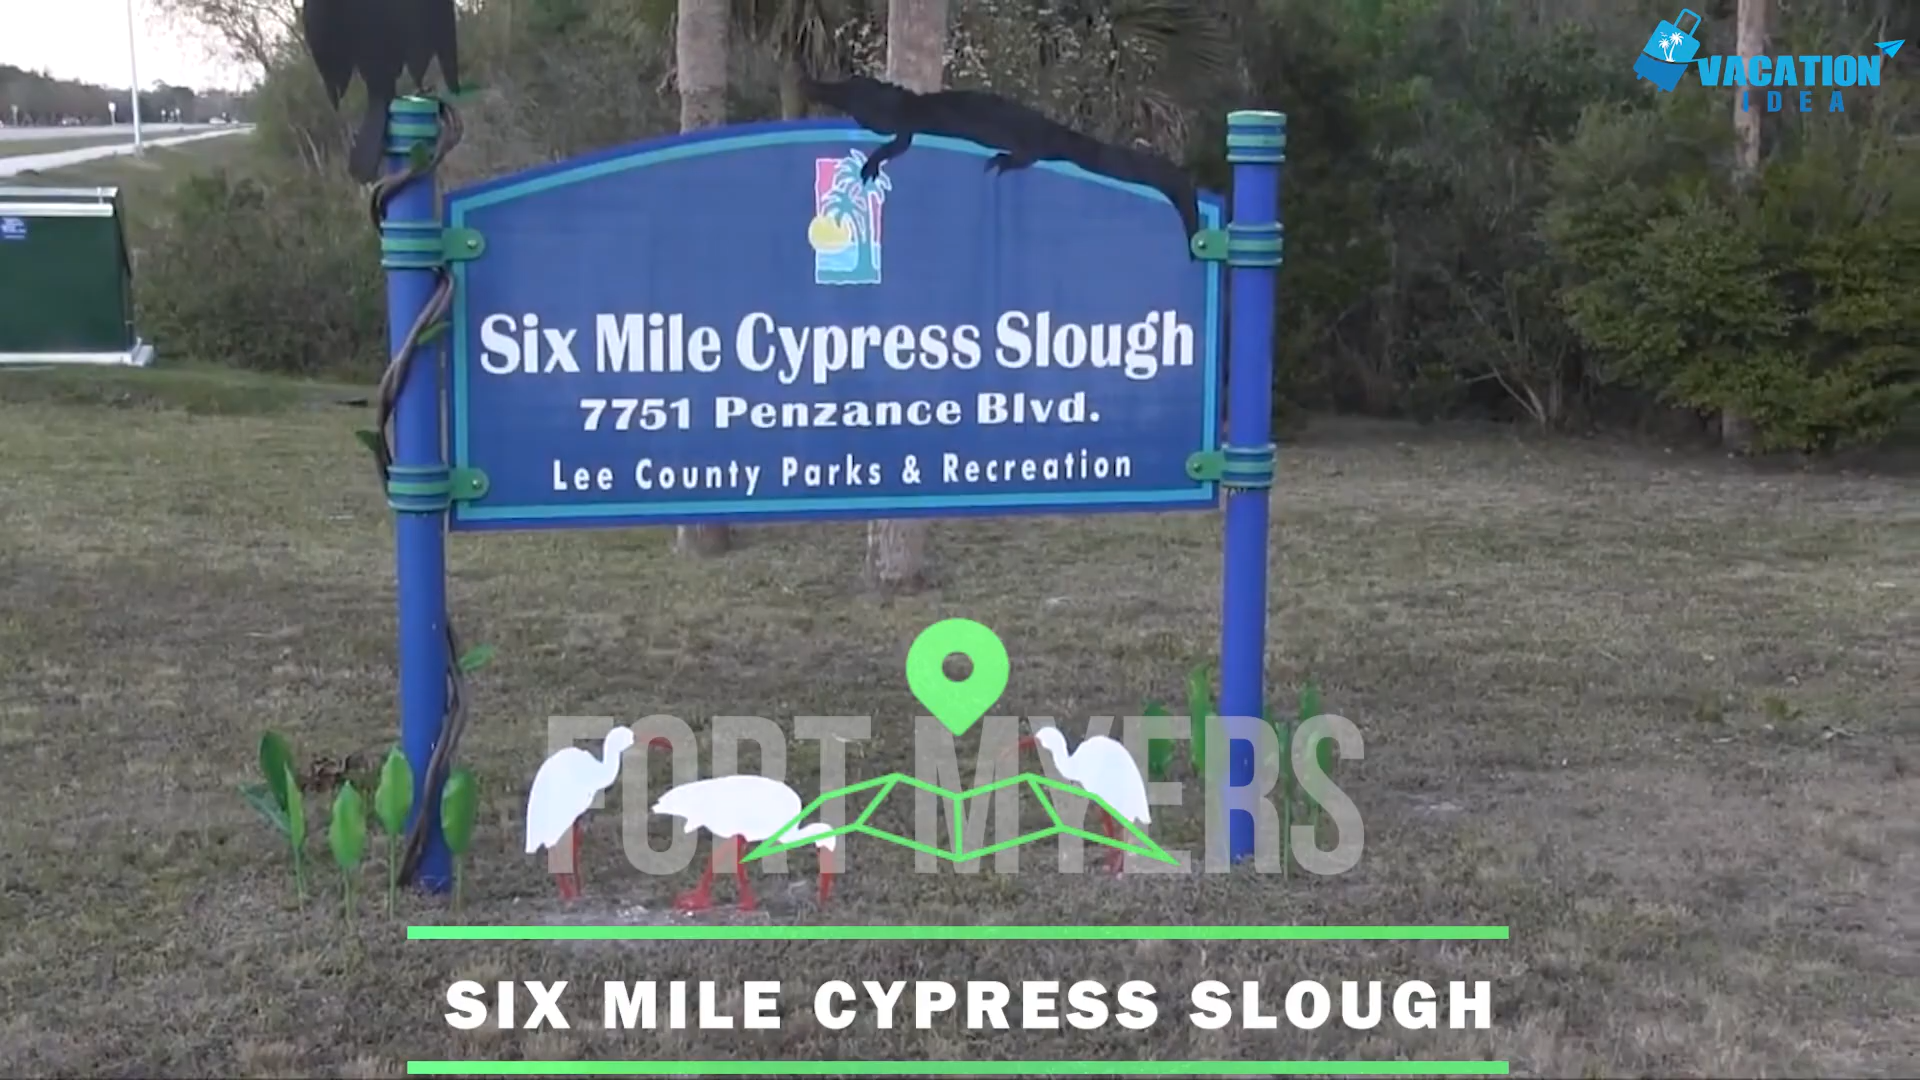 VACATION
IDEA
Six Mile Cypress Slough
7751 Penzance Blvd.
Lee County Parks & Recreation
FORT MYERS
SIX MILE CYPRESS SLOUGH